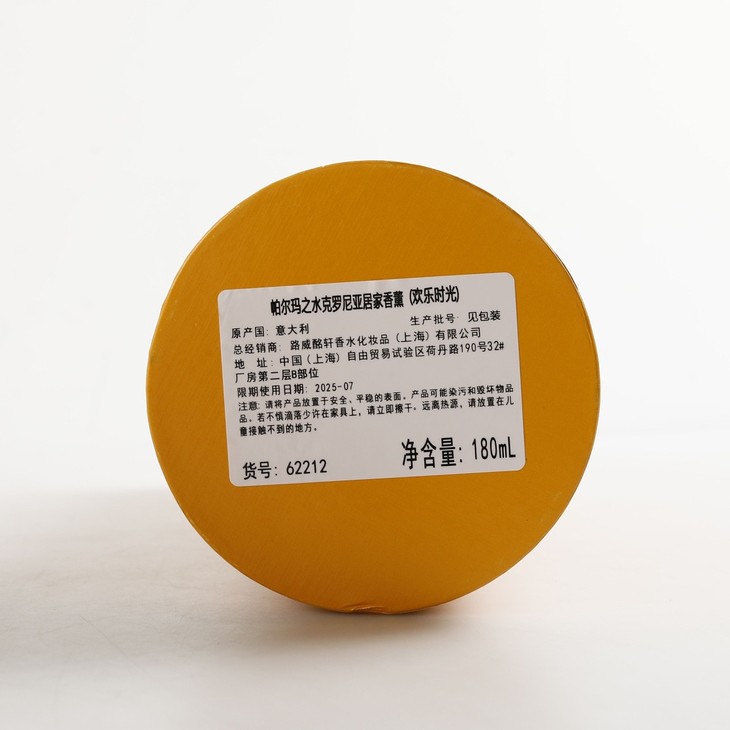 帕尔玛之水克罗尼亚居家香薰 (欢乐时光)
原产国: 意大利 生产批号: 见包装
总经销商: 路威酩轩香水化妆品 (上海) 有限公司
地 址: 中国 (上海) 自由贸易试验区荷丹路190号32#
厂房第二层B部位
限期使用日期: 2025-07
注意: 请将产品放置于安全、平稳的表面。产品可能染污和毁坏物品
品。若不慎滴落少许在家具上, 请立即擦干。远离热源, 请放置在儿
童接触不到的地方。
货号: 62212 净含量: 180mL